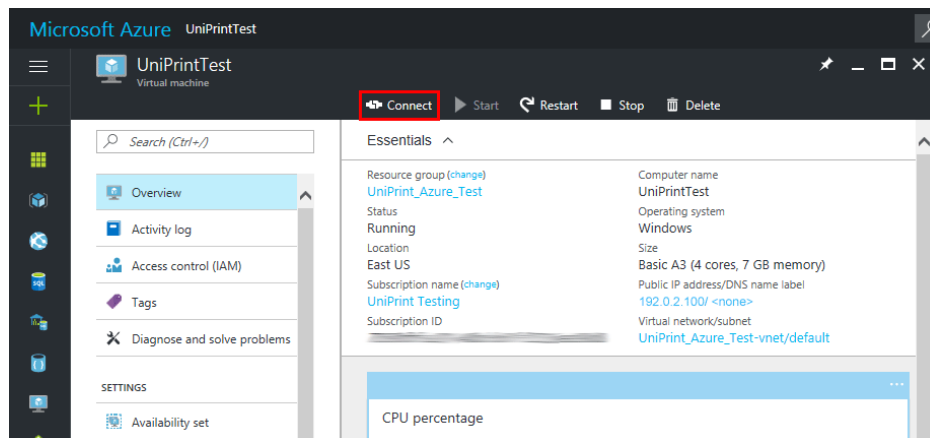 Microsoft Azure UniPrintTest
UniPrintTest
Virtual machine
Connect Start Restart Stop Delete
Search (Ctrl+/)
Overview
Activity log
Access control (IAM)
Tags
Diagnose and solve problems
SETTINGS
Availability set
Essentials
Resource group (change)
UniPrint_Azure_Test
Status
Running
Location
East US
Subscription name (change)
UniPrint Testing
Subscription ID
Computer name
UniPrintTest
Operating system
Windows
Size
Basic A3 (4 cores, 7 GB memory)
Public IP address/DNS name label
192.0.2.100/ <none>
Virtual network/subnet
UniPrint_Azure_Test-vnet/default
CPU percentage